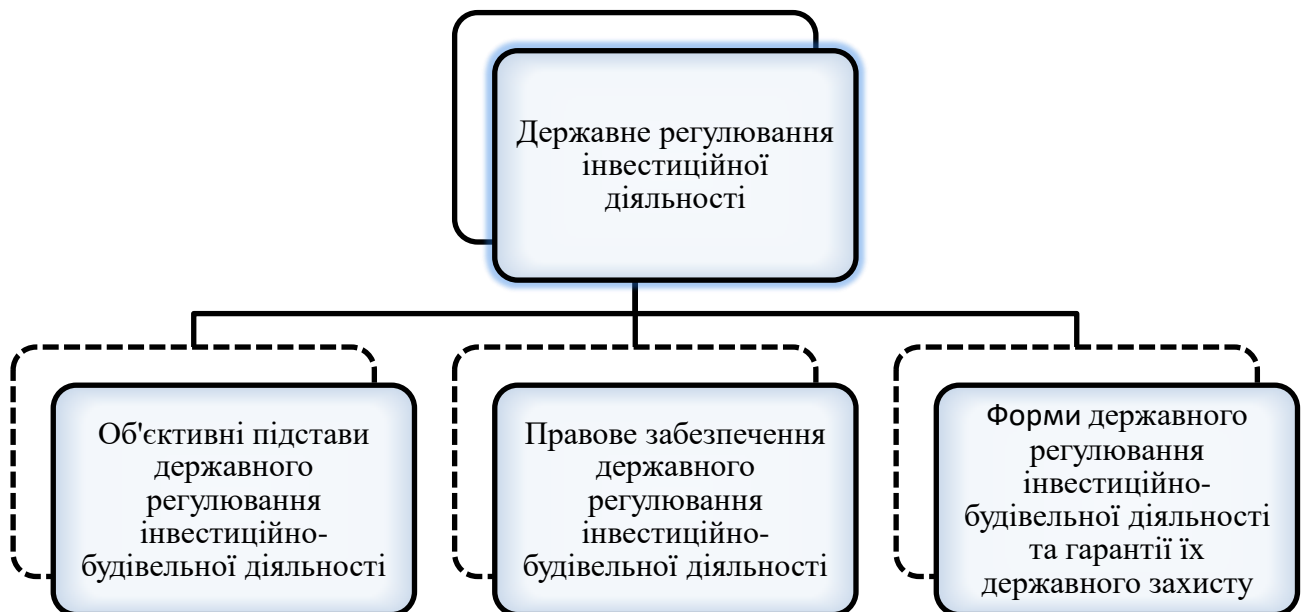 Державне регулювання
інвестиційної
діяльності
Об'єктивні підстави
державного
регулювання
інвестиційно-
будівельної діяльності
Правове забезпечення
державного
регулювання
інвестиційно-
будівельної діяльності
Форми державного
регулювання
інвестиційно-
будівельної діяльності
та гарантії їх
державного захисту